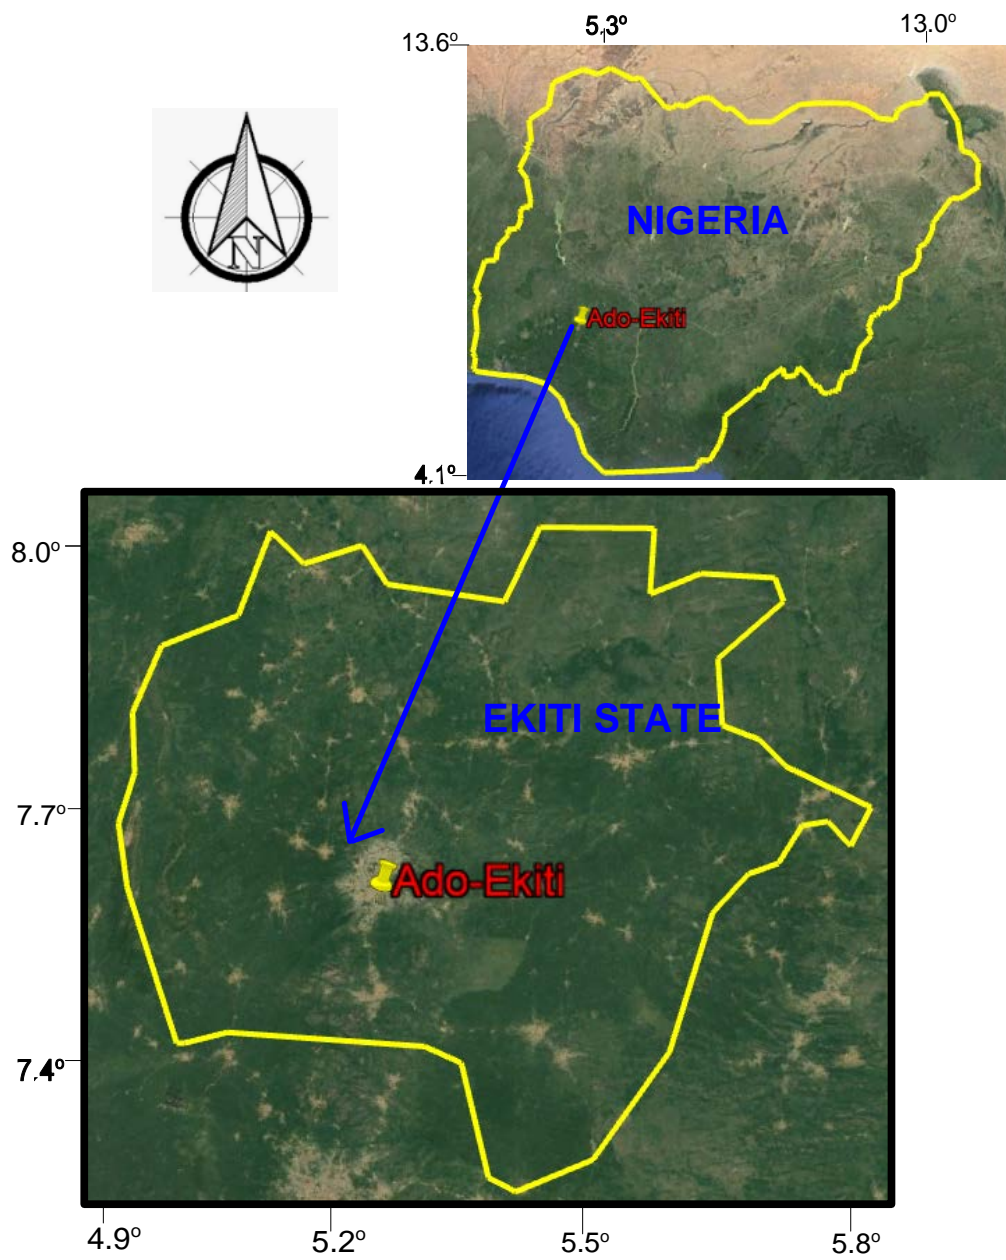 5.3º
13.0º
13.6º
N
NIGERIA
Ado-Ekiti
4.1º
8.0º
EKITI STATE
7.7º
Ado-Ekiti
7.4º
4.9º
5.2º
5.5º
5.8º